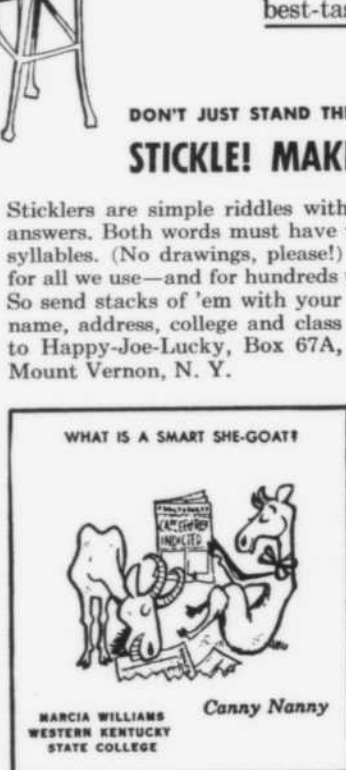 best-tas
DON'T JUST STAND THE
STICKLE! MAK
Sticklers are simple riddles with
answers. Both words must have
syllables. (No drawings, please!)
for all we use—and for hundreds
So send stacks of 'em with your
name, address, college and class
to Happy-Joe-Lucky, Box 67A,
Mount Vernon, N. Y.
WHAT IS A SMART SHE-GOAT?
INDICTED
Canny Nanny
MARCIA WILLIAMS
WESTERN KENTUCKY
STATE COLLEGE